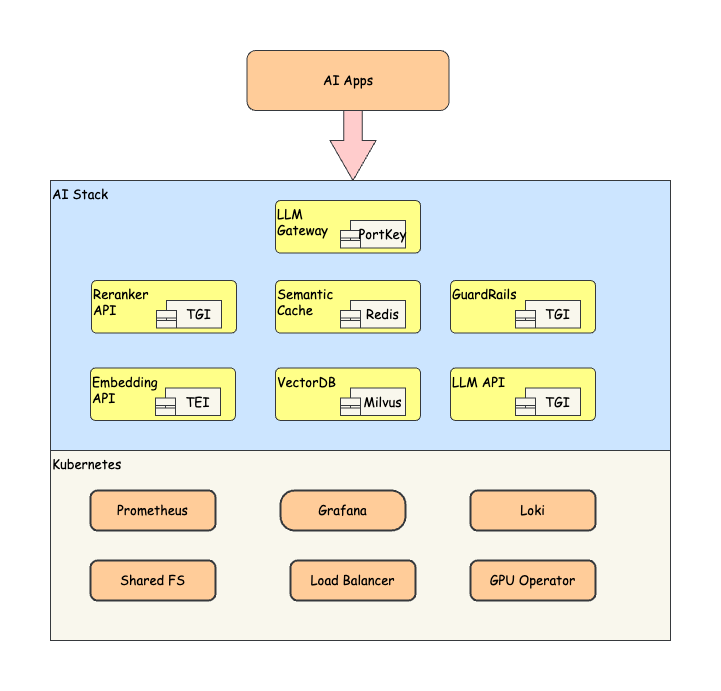 AI Apps
AI Stack
LLM
Gateway
PortKey
Reranker
API
TGI
Semantic
Cache
Redis
GuardRails
TGI
Embedding
API
TEI
VectorDB
Milvus
LLM API
TGI
Kubernetes
Prometheus
Grafana
Loki
Shared FS
Load Balancer
GPU Operator